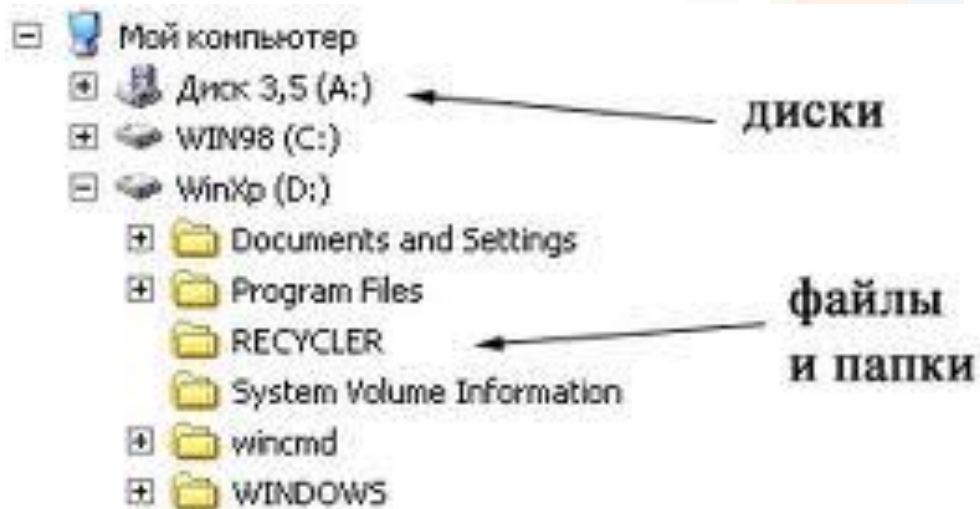 Мой компьютер
Диск 3,5 (A:)
диски
WIN98 (C:)
WinXp (D:)
Documents and Settings
Program Files
файлы
и папки
RECYCLER
System Volume Information
wincmd
WINDOWS